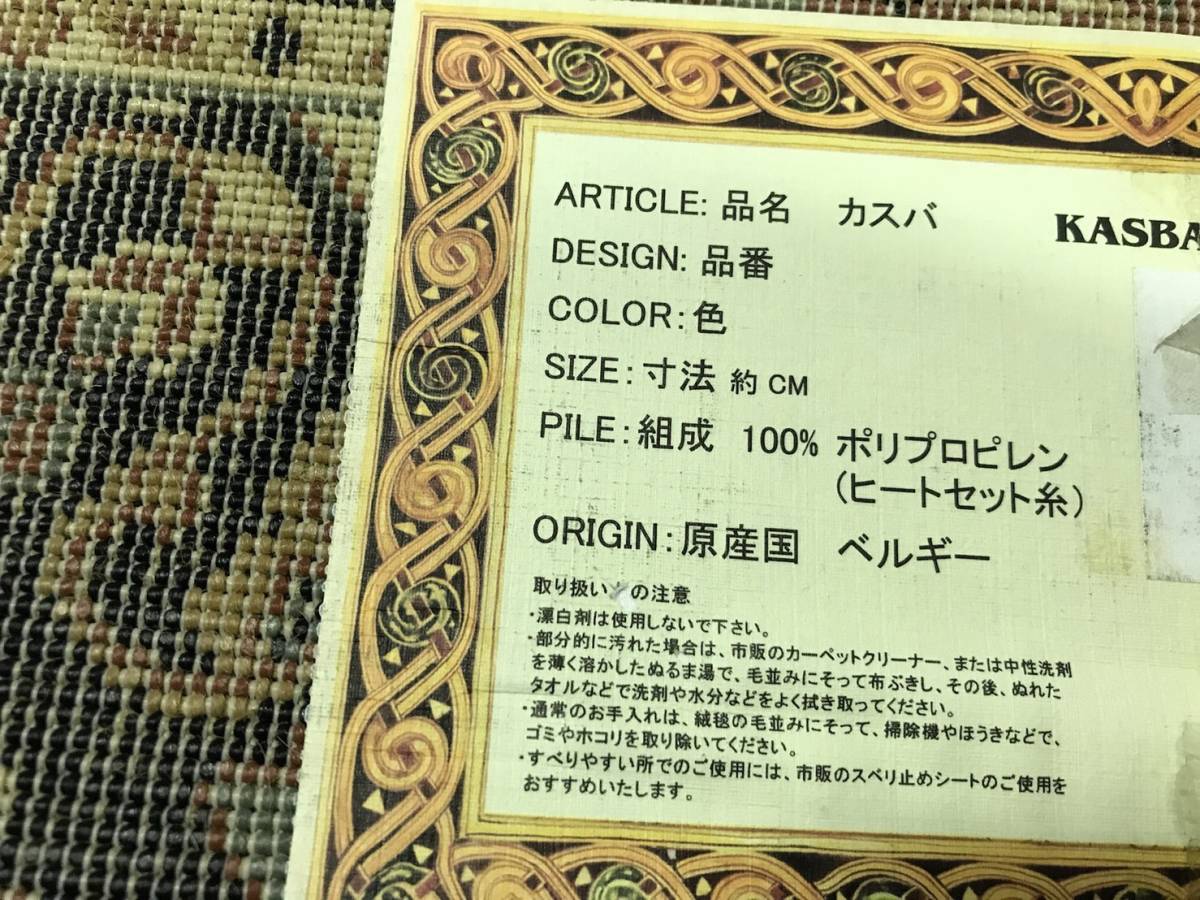 ARTICLE: 品名 カスバ KASBA
DESIGN: 品番
COLOR: 色
SIZE: 寸法 約 CM
PILE: 組成 100% ポリプロピレン
(ヒートセット糸)
ORIGIN: 原産国 ベルギー
取り扱い の注意
・漂白剤は使用しないで下さい。
・部分的に汚れた場合は、市販のカーペットクリーナー、または中性洗剤
を薄く溶かしたぬるま湯で、毛並みにそって布ぶきし、その後、ぬれた
タオルなどで洗剤や水分などをよく拭き取ってください。
・通常のお手入れは、絨毯の毛並みにそって、掃除機やほうきなどで、
ゴミやホコリを取り除いてください。
・すべりやすい所でのご使用には、市販のスベリ止めシートのご使用を
おすすめいたします。